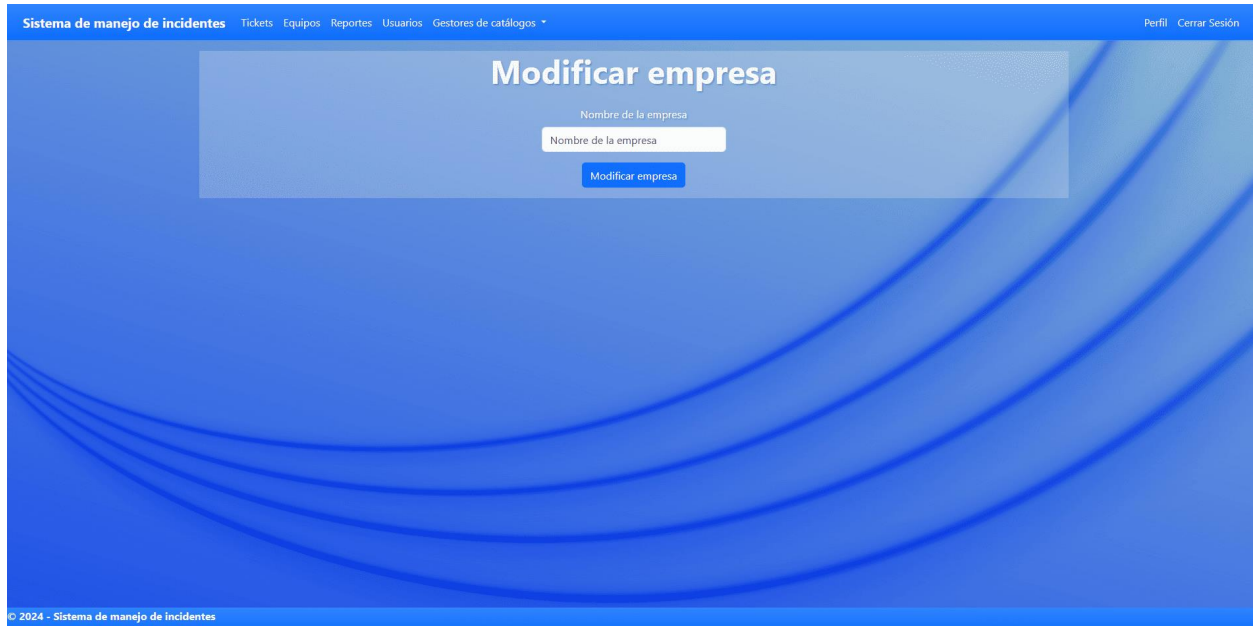 Sistema de manejo de incidentes Tickets Equipos Reportes Usuarios Gestores de catálogos Perfil Cerrar Sesión
Modificar empresa
Nombre de la empresa
Nombre de la empresa
Modificar empresa
© 2024 - Sistema de manejo de incidentes